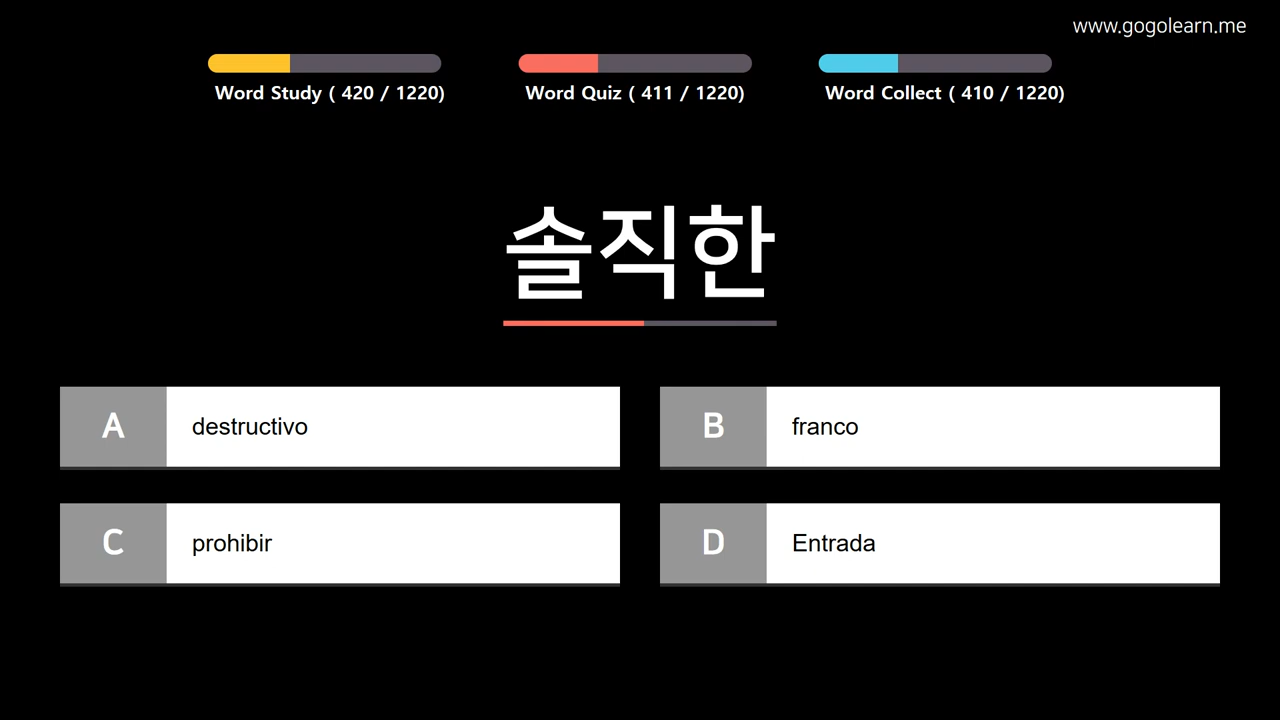 www.gogolearn.me
Word Study ( 420 / 1220)
Word Quiz ( 411 / 1220)
Word Collect ( 410 / 1220)
솔직한
A destructivo
B franco
C prohibir
D Entrada